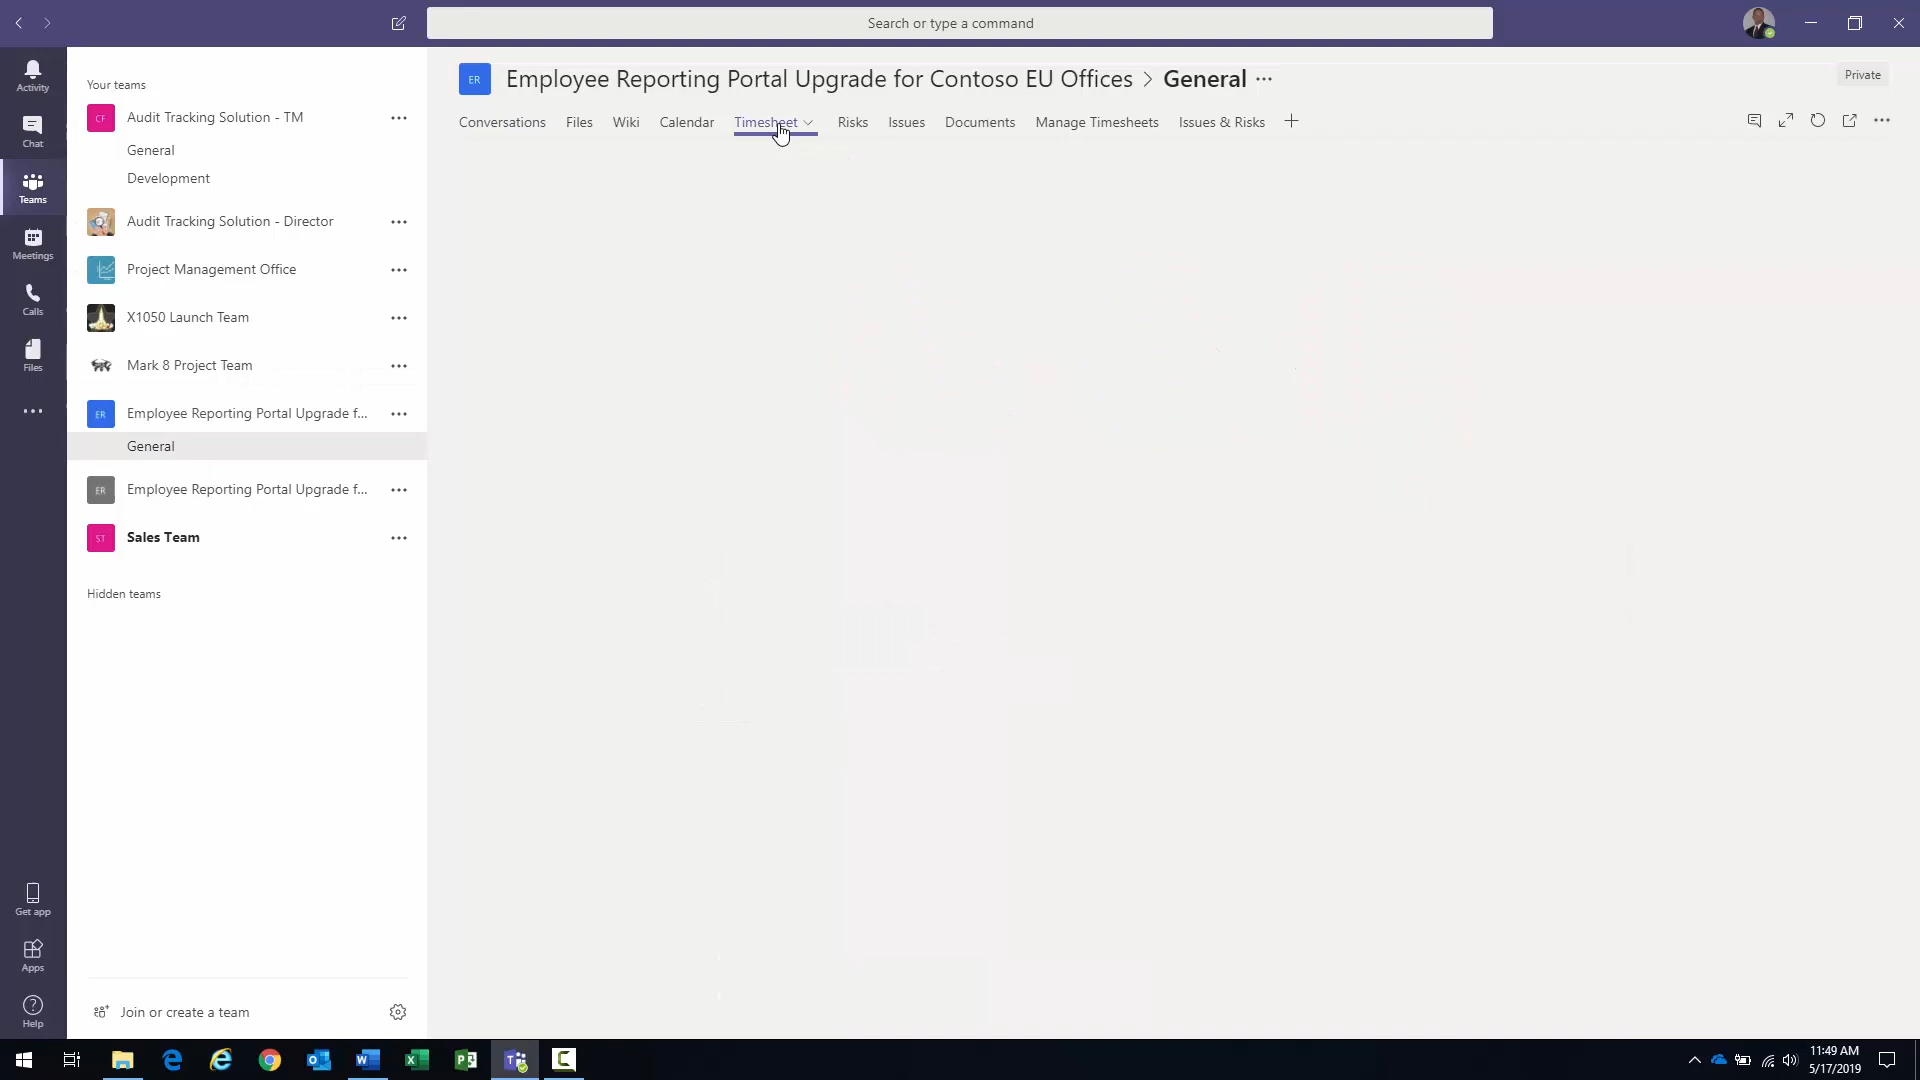 Search or type a command
Activity
Chat
Teams
Meetings
Calls
Files
Get app
Apps
Help
Your teams
CF Audit Tracking Solution - TM
General
Development
Audit Tracking Solution - Director
Project Management Office
X1050 Launch Team
Mark 8 Project Team
ER Employee Reporting Portal Upgrade f...
General
ER Employee Reporting Portal Upgrade f...
ST Sales Team
Hidden teams
Join or create a team
ER Employee Reporting Portal Upgrade for Contoso EU Offices > General
Private
Conversations Files Wiki Calendar Timesheet Risks Issues Documents Manage Timesheets Issues & Risks
11:49 AM
5/17/2019